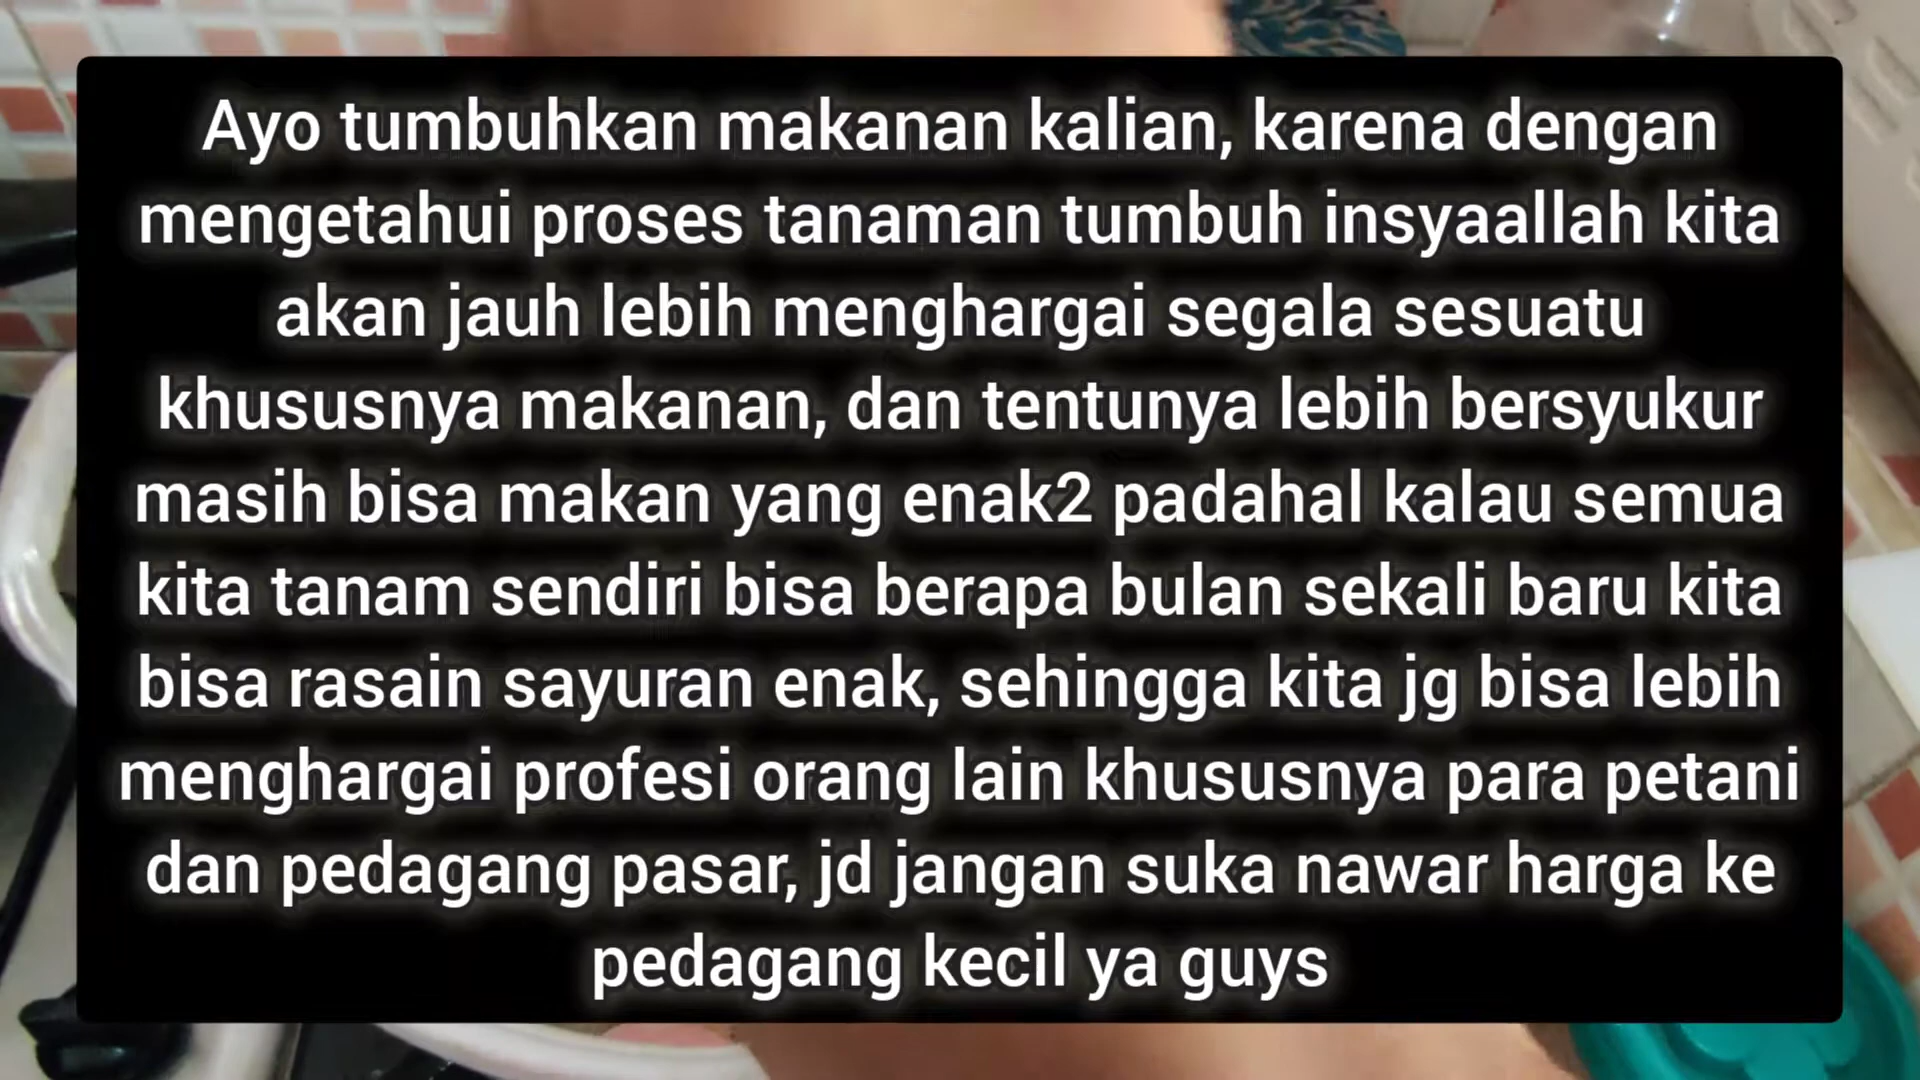 Ayo tumbuhkan makanan kalian, karena dengan
mengetahui proses tanaman tumbuh insyaallah kita
akan jauh lebih menghargai segala sesuatu
khususnya makanan, dan tentunya lebih bersyukur
masih bisa makan yang enak2 padahal kalau semua
kita tanam sendiri bisa berapa bulan sekali baru kita
bisa rasain sayuran enak, sehingga kita jg bisa lebih
menghargai profesi orang lain khususnya para petani
dan pedagang pasar, jd jangan suka nawar harga ke
pedagang kecil ya guys